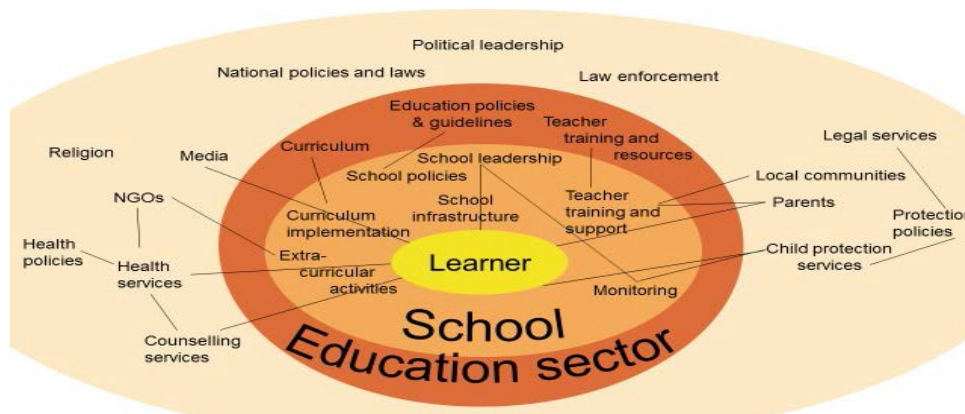 Political leadership
National policies and laws
Law enforcement
Education policies
& guidelines
Teacher
training and
resources
Legal services
Religion
Media
Curriculum
School leadership
School policies
Local communities
NGOs
School
infrastructure
Teacher
training and
support
Parents
Curriculum
implementation
Protection
policies
Health
policies
Health
services
Extra-
curricular
activities
Learner
Child protection
services
Monitoring
Counselling
services
School
Education sector